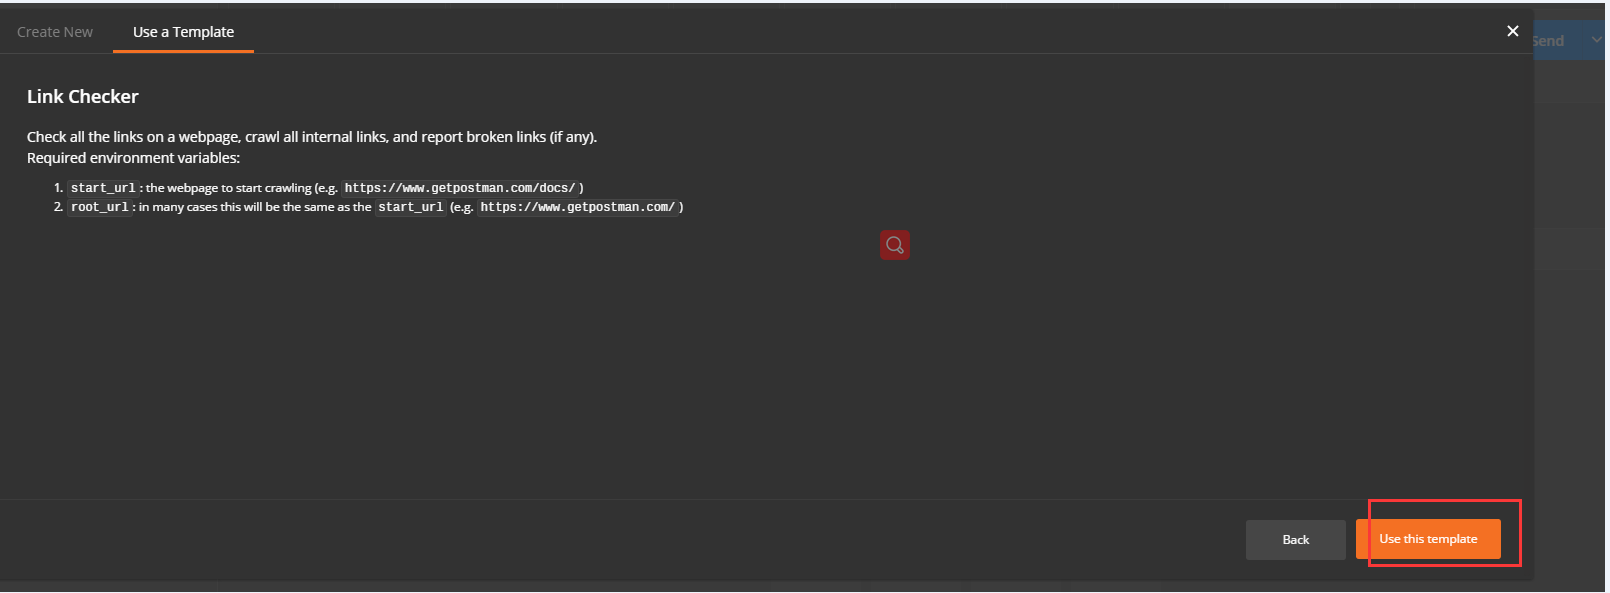 Create New
Use a Template
Send
Link Checker
Check all the links on a webpage, crawl all internal links, and report broken links (if any).
Required environment variables:
1. start_url : the webpage to start crawling (e.g. https://www.getpostman.com/docs/ )
2. root_url : in many cases this will be the same as the start_url (e.g. https://www.getpostman.com/ )
Back
Use this template